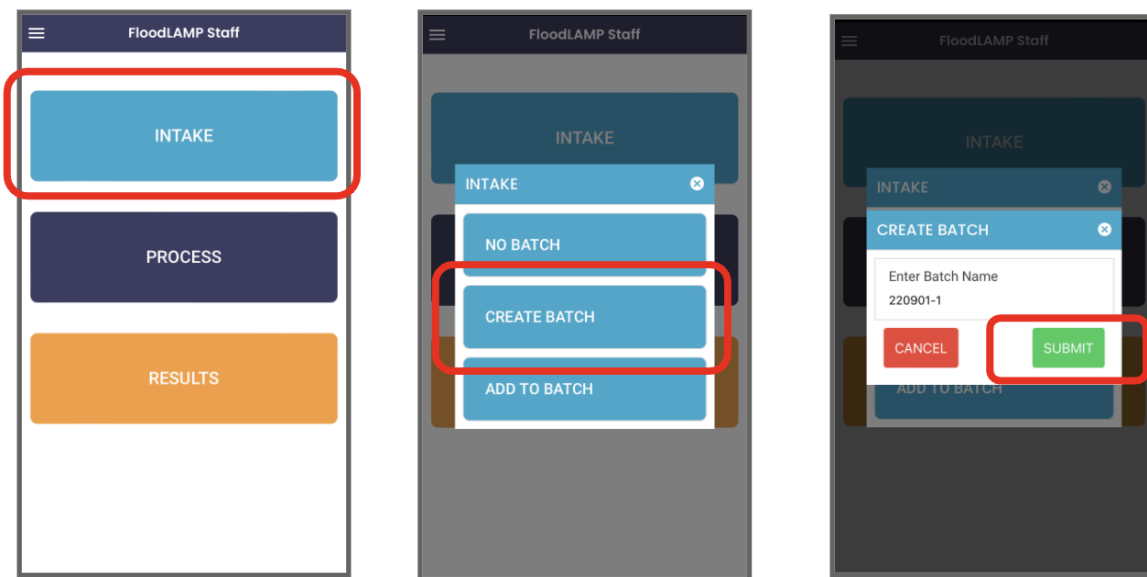 FloodLAMP Staff
INTAKE
PROCESS
RESULTS
FloodLAMP Staff
INTAKE
INTAKE
NO BATCH
CREATE BATCH
ADD TO BATCH
FloodLAMP Staff
INTAKE
INTAKE
CREATE BATCH
Enter Batch Name
220901-1
CANCEL
SUBMIT
ADD TO BATCH